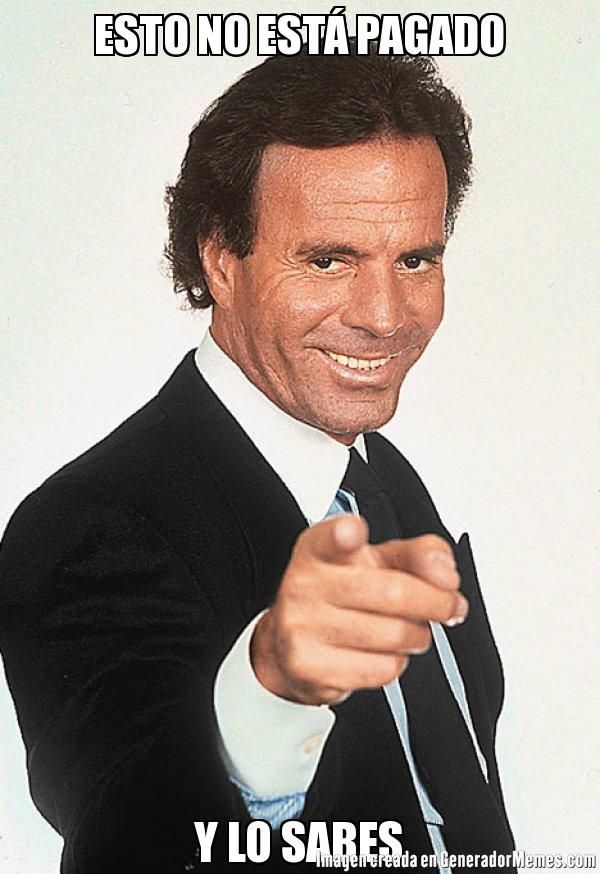 ESTO NO ESTÁ PAGADO
Y LO SABES
Imagen creada en GeneradorMemes.com